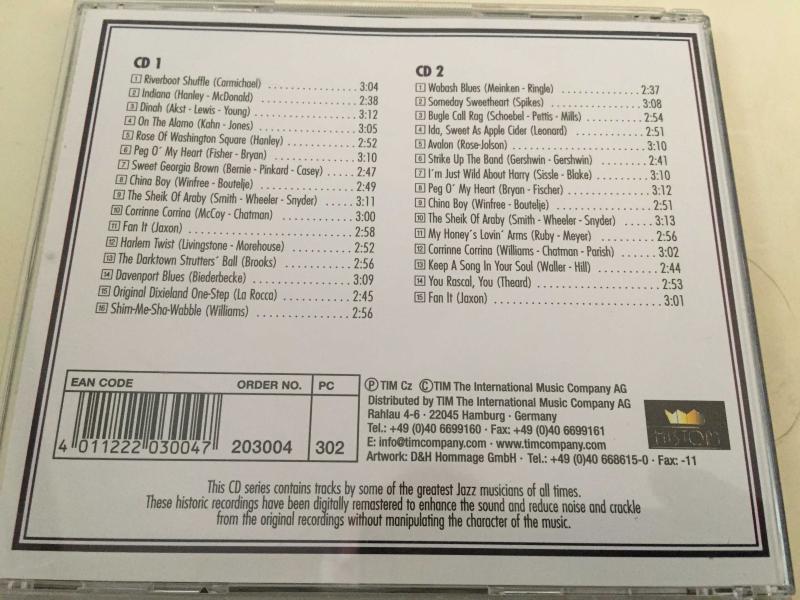 CD 1
1 Riverboot Shuffle (Carmichael) 3:04
2 Indiana (Hanley - McDonald) 2:38
3 Dinah (Akst - Lewis - Young) 3:12
4 On The Alamo (Kahn - Jones) 3:05
5 Rose Of Washington Square (Hanley) 2:52
6 Peg O´ My Heart (Fisher - Bryan) 3:10
7 Sweet Georgia Brown (Bernie - Pinkard - Casey) 2:47
8 China Boy (Winfree - Boutelje) 2:49
9 The Sheik Of Araby (Smith - Wheeler - Snyder) 3:11
10 Corrinne Corrina (McCoy - Chatman) 3:00
11 Fan It (Jaxon) 2:58
12 Harlem Twist (Livingstone - Morehouse) 2:52
13 The Darktown Strutters´ Ball (Brooks) 2:56
14 Davenport Blues (Biederbecke) 3:09
15 Original Dixieland One-Step (La Rocca) 2:45
16 Shim-Me-Sha-Wabble (Williams) 2:56
CD 2
1 Wabash Blues (Meinken - Ringle) 2:37
2 Someday Sweetheart (Spikes) 3:08
3 Bugle Call Rag (Schoebel - Pettis - Mills) 2:54
4 Ida, Sweet As Apple Cider (Leonard) 2:51
5 Avalon (Rose-Jolson) 3:10
6 Strike Up The Band (Gershwin - Gershwin) 2:41
7 I´m Just Wild About Harry (Sissle - Blake) 3:10
8 Peg O´ My Heart (Bryan - Fischer) 3:12
9 China Boy (Winfree - Boutelje) 2:51
10 The Sheik Of Araby (Smith - Wheeler - Snyder) 3:13
11 My Honey´s Lovin´ Arms (Ruby - Meyer) 2:56
12 Corrinne Corrina (Williams - Chatman - Parish) 3:02
13 Keep A Song In Your Soul (Waller - Hill) 2:44
14 You Rascal, You (Theard) 2:53
15 Fan It (Jaxon) 3:01
EAN CODE ORDER NO. PC
4 011222 030047 203004 302
Ⓟ TIM Cz © TIM The International Music Company AG
Distributed by TIM The International Music Company AG
Rahlau 4-6 · 22045 Hamburg · Germany
Tel.: +49 (0)40 6699160 · Fax: +49 (0)40 6699161
E: info@timcompany.com · www.timcompany.com
Artwork: D&H Hommage GmbH · Tel.: +49 (0)40 668615-0 · Fax: -11
HISTORY
This CD series contains tracks by some of the greatest Jazz musicians of all times.
These historic recordings have been digitally remastered to enhance the sound and reduce noise and crackle
from the original recordings without manipulating the character of the music.